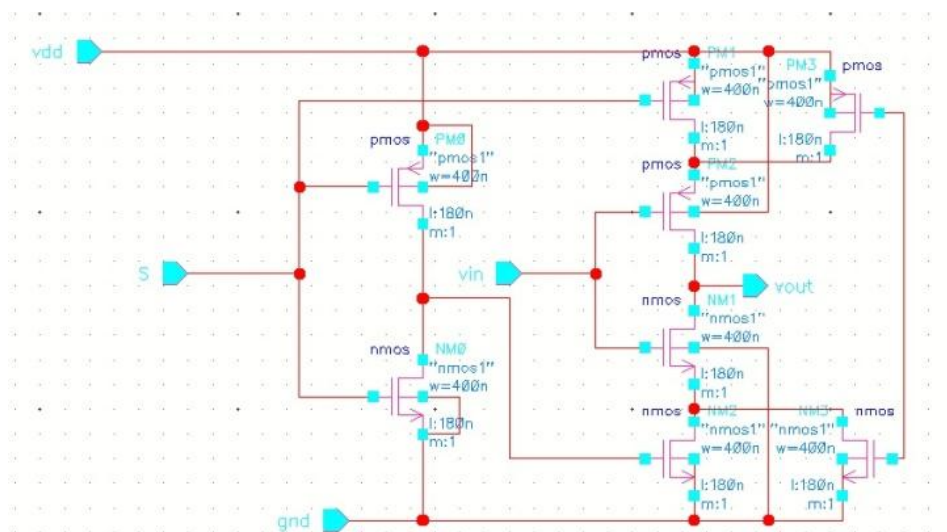 vdd
pmos
PM1
"pmos1"
w=400n
l:180n
m:1
PM3
pmos
"pmos1"
w=400n
l:180n
m:1
pmos
PM0
"pmos1"
w=400n
l:180n
m:1
pmos
PM2
"pmos1"
w=400n
l:180n
m:1
S
vin
vout
nmos
NM1
"nmos1"
w=400n
l:180n
m:1
nmos
NM0
"nmos1"
w=400n
l:180n
m:1
nmos
NM2
"nmos1"
w=400n
l:180n
m:1
NM3
nmos
"nmos1"
w=400n
l:180n
m:1
gnd